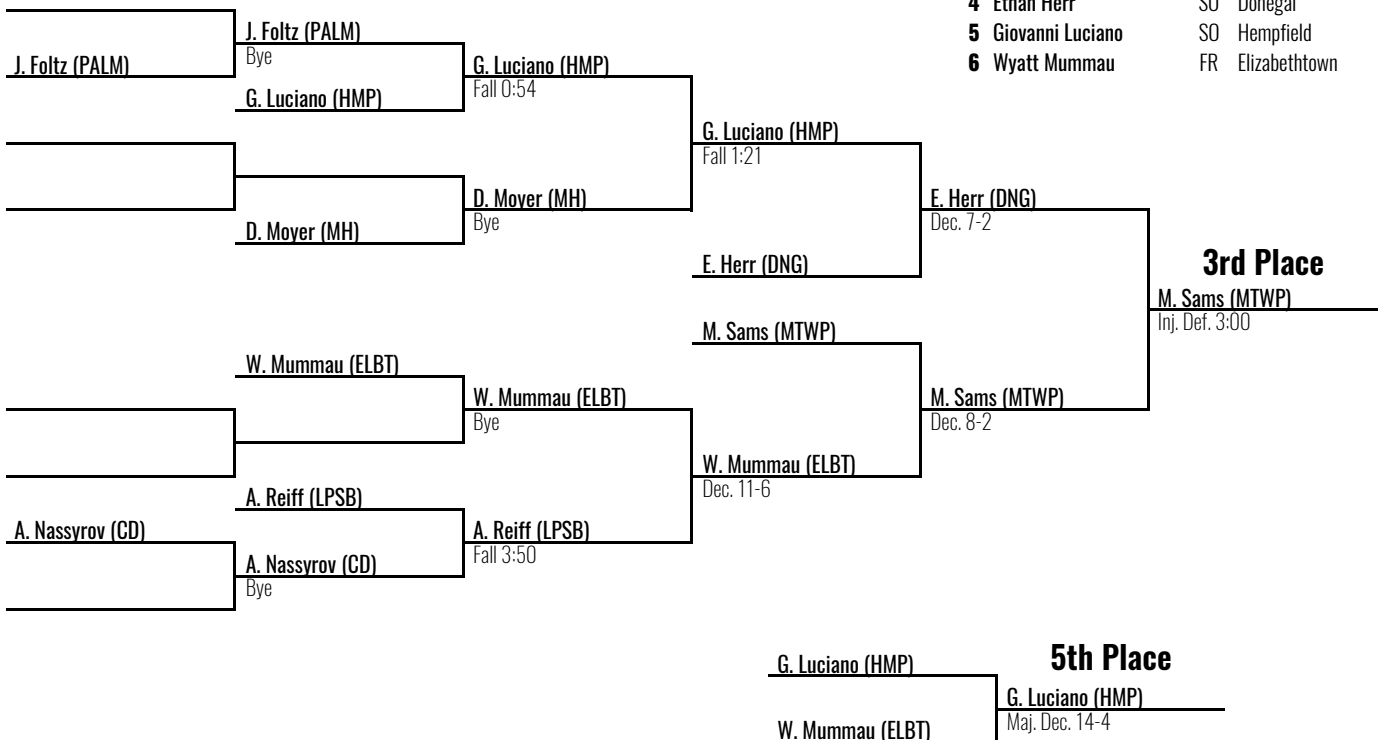 4 Ethan Herr SO Donegal
5 Giovanni Luciano SO Hempfield
6 Wyatt Mummau FR Elizabethtown
J. Foltz (PALM)
J. Foltz (PALM)
Bye
G. Luciano (HMP)
G. Luciano (HMP)
Fall 0:54
D. Moyer (MH)
D. Moyer (MH)
Bye
G. Luciano (HMP)
Fall 1:21
E. Herr (DNG)
E. Herr (DNG)
Dec. 7-2
M. Sams (MTWP)
W. Mummau (ELBT)
W. Mummau (ELBT)
Bye
A. Reiff (LPSB)
A. Nassyrov (CD)
A. Nassyrov (CD)
Bye
A. Reiff (LPSB)
Fall 3:50
W. Mummau (ELBT)
Dec. 11-6
M. Sams (MTWP)
Dec. 8-2
3rd Place
M. Sams (MTWP)
Inj. Def. 3:00
5th Place
G. Luciano (HMP)
W. Mummau (ELBT)
G. Luciano (HMP)
Maj. Dec. 14-4